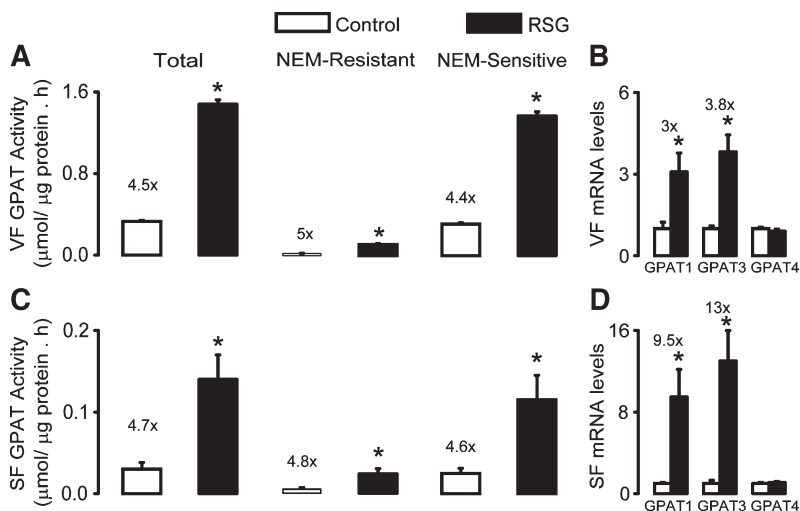 Control RSG
A Total NEM-Resistant NEM-Sensitive B
VF GPAT Activity
(μmol/ μg protein . h)
1.6
0.8
0.0
4.5x
*
5x
*
4.4x
*
VF mRNA levels
6
3
0
3x
*
3.8x
*
GPAT1 GPAT3 GPAT4
C D
SF GPAT Activity
(μmol/ μg protein . h)
0.2
0.1
0.0
4.7x
*
4.8x
*
4.6x
*
SF mRNA levels
16
8
0
9.5x
*
13x
*
GPAT1 GPAT3 GPAT4